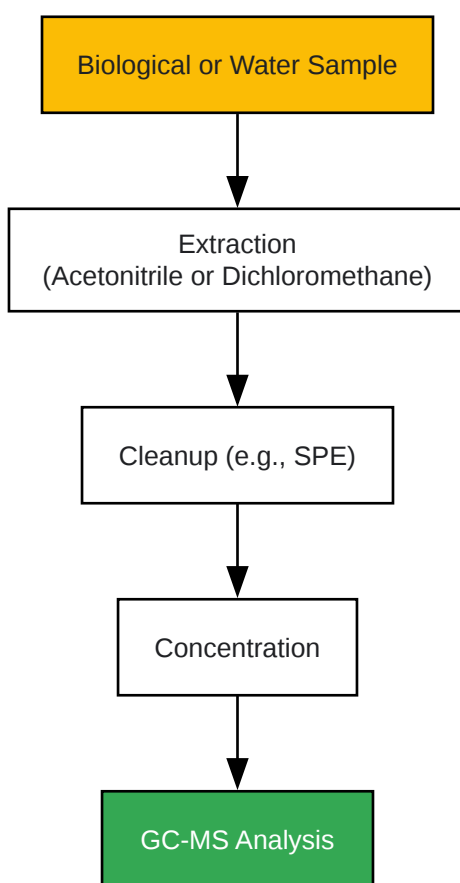 Biological or Water Sample
Extraction
(Acetonitrile or Dichloromethane)
Cleanup (e.g., SPE)
Concentration
GC-MS Analysis